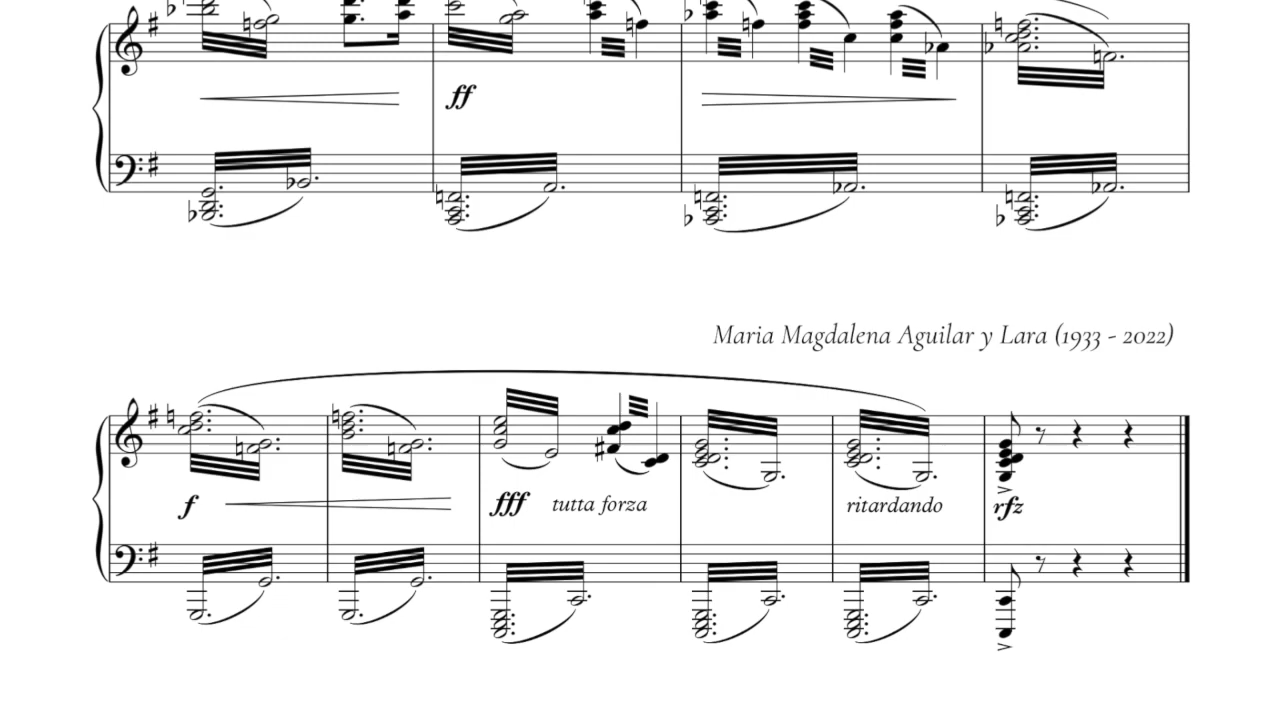 ff
Maria Magdalena Aguilar y Lara (1933 - 2022)
f fff tutta forza ritardando rfz